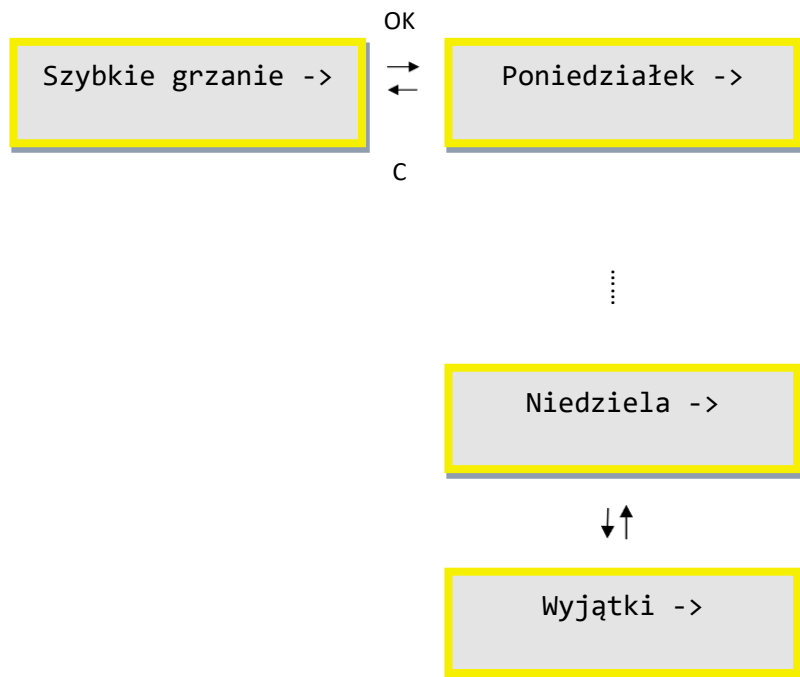 OK
Szybkie grzanie ->
Poniedziałek ->
C
Niedziela ->
Wyjątki ->